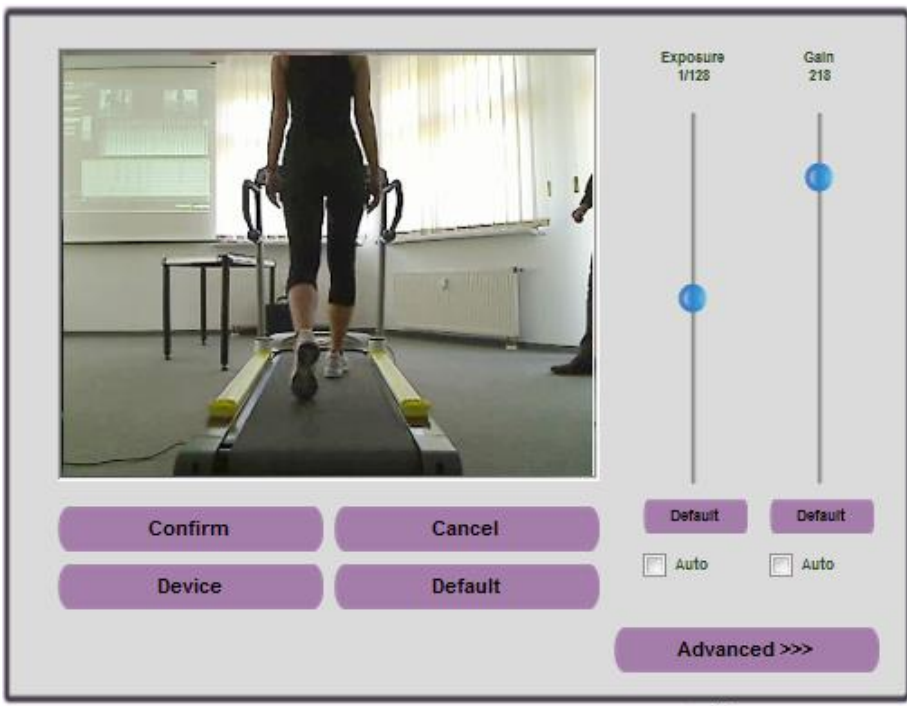 Exposure
1/128
Gain
218
Confirm
Cancel
Device
Default
Default
Default
Auto
Auto
Advanced >>>